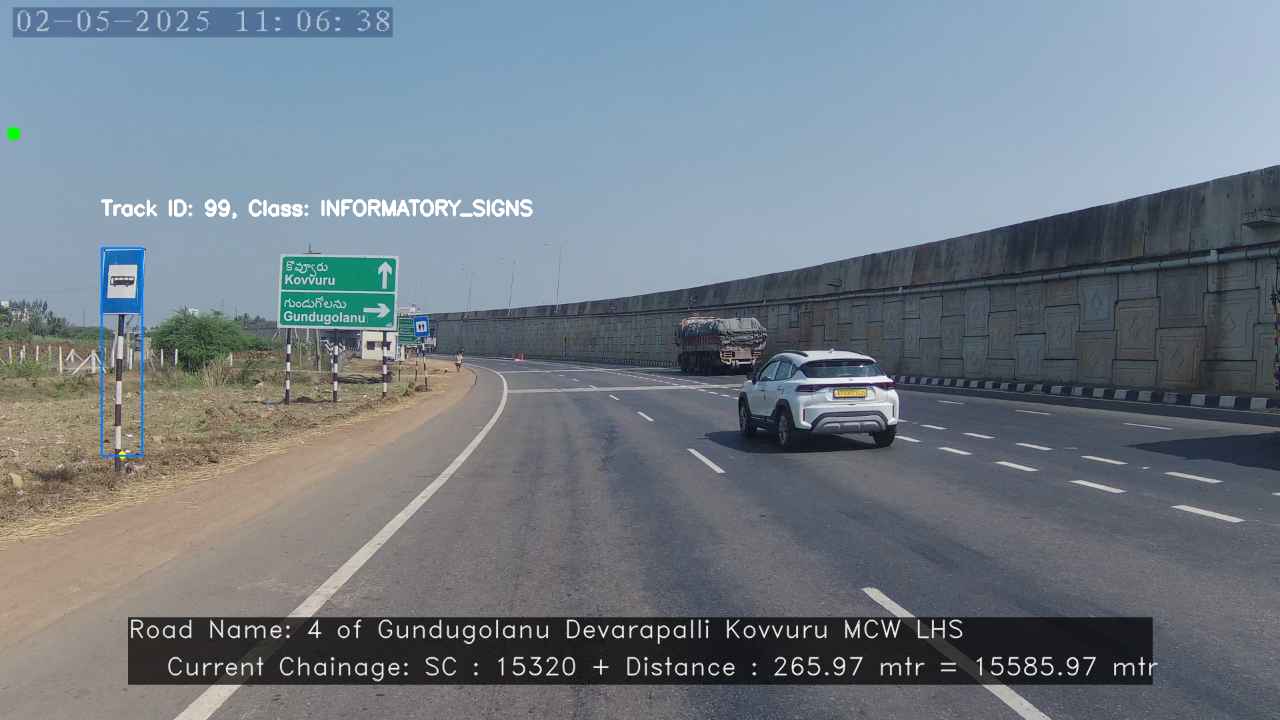 02-05-2025 11:06:38
Track ID: 99, Class: INFORMATORY_SIGNS
కొవ్వూరు
Kovvuru
గుండుగోలను
Gundugolanu
Road Name: 4 of Gundugolanu Devarapalli Kovvuru MCW LHS
Current Chainage: SC : 15320 + Distance : 265.97 mtr = 15585.97 mtr